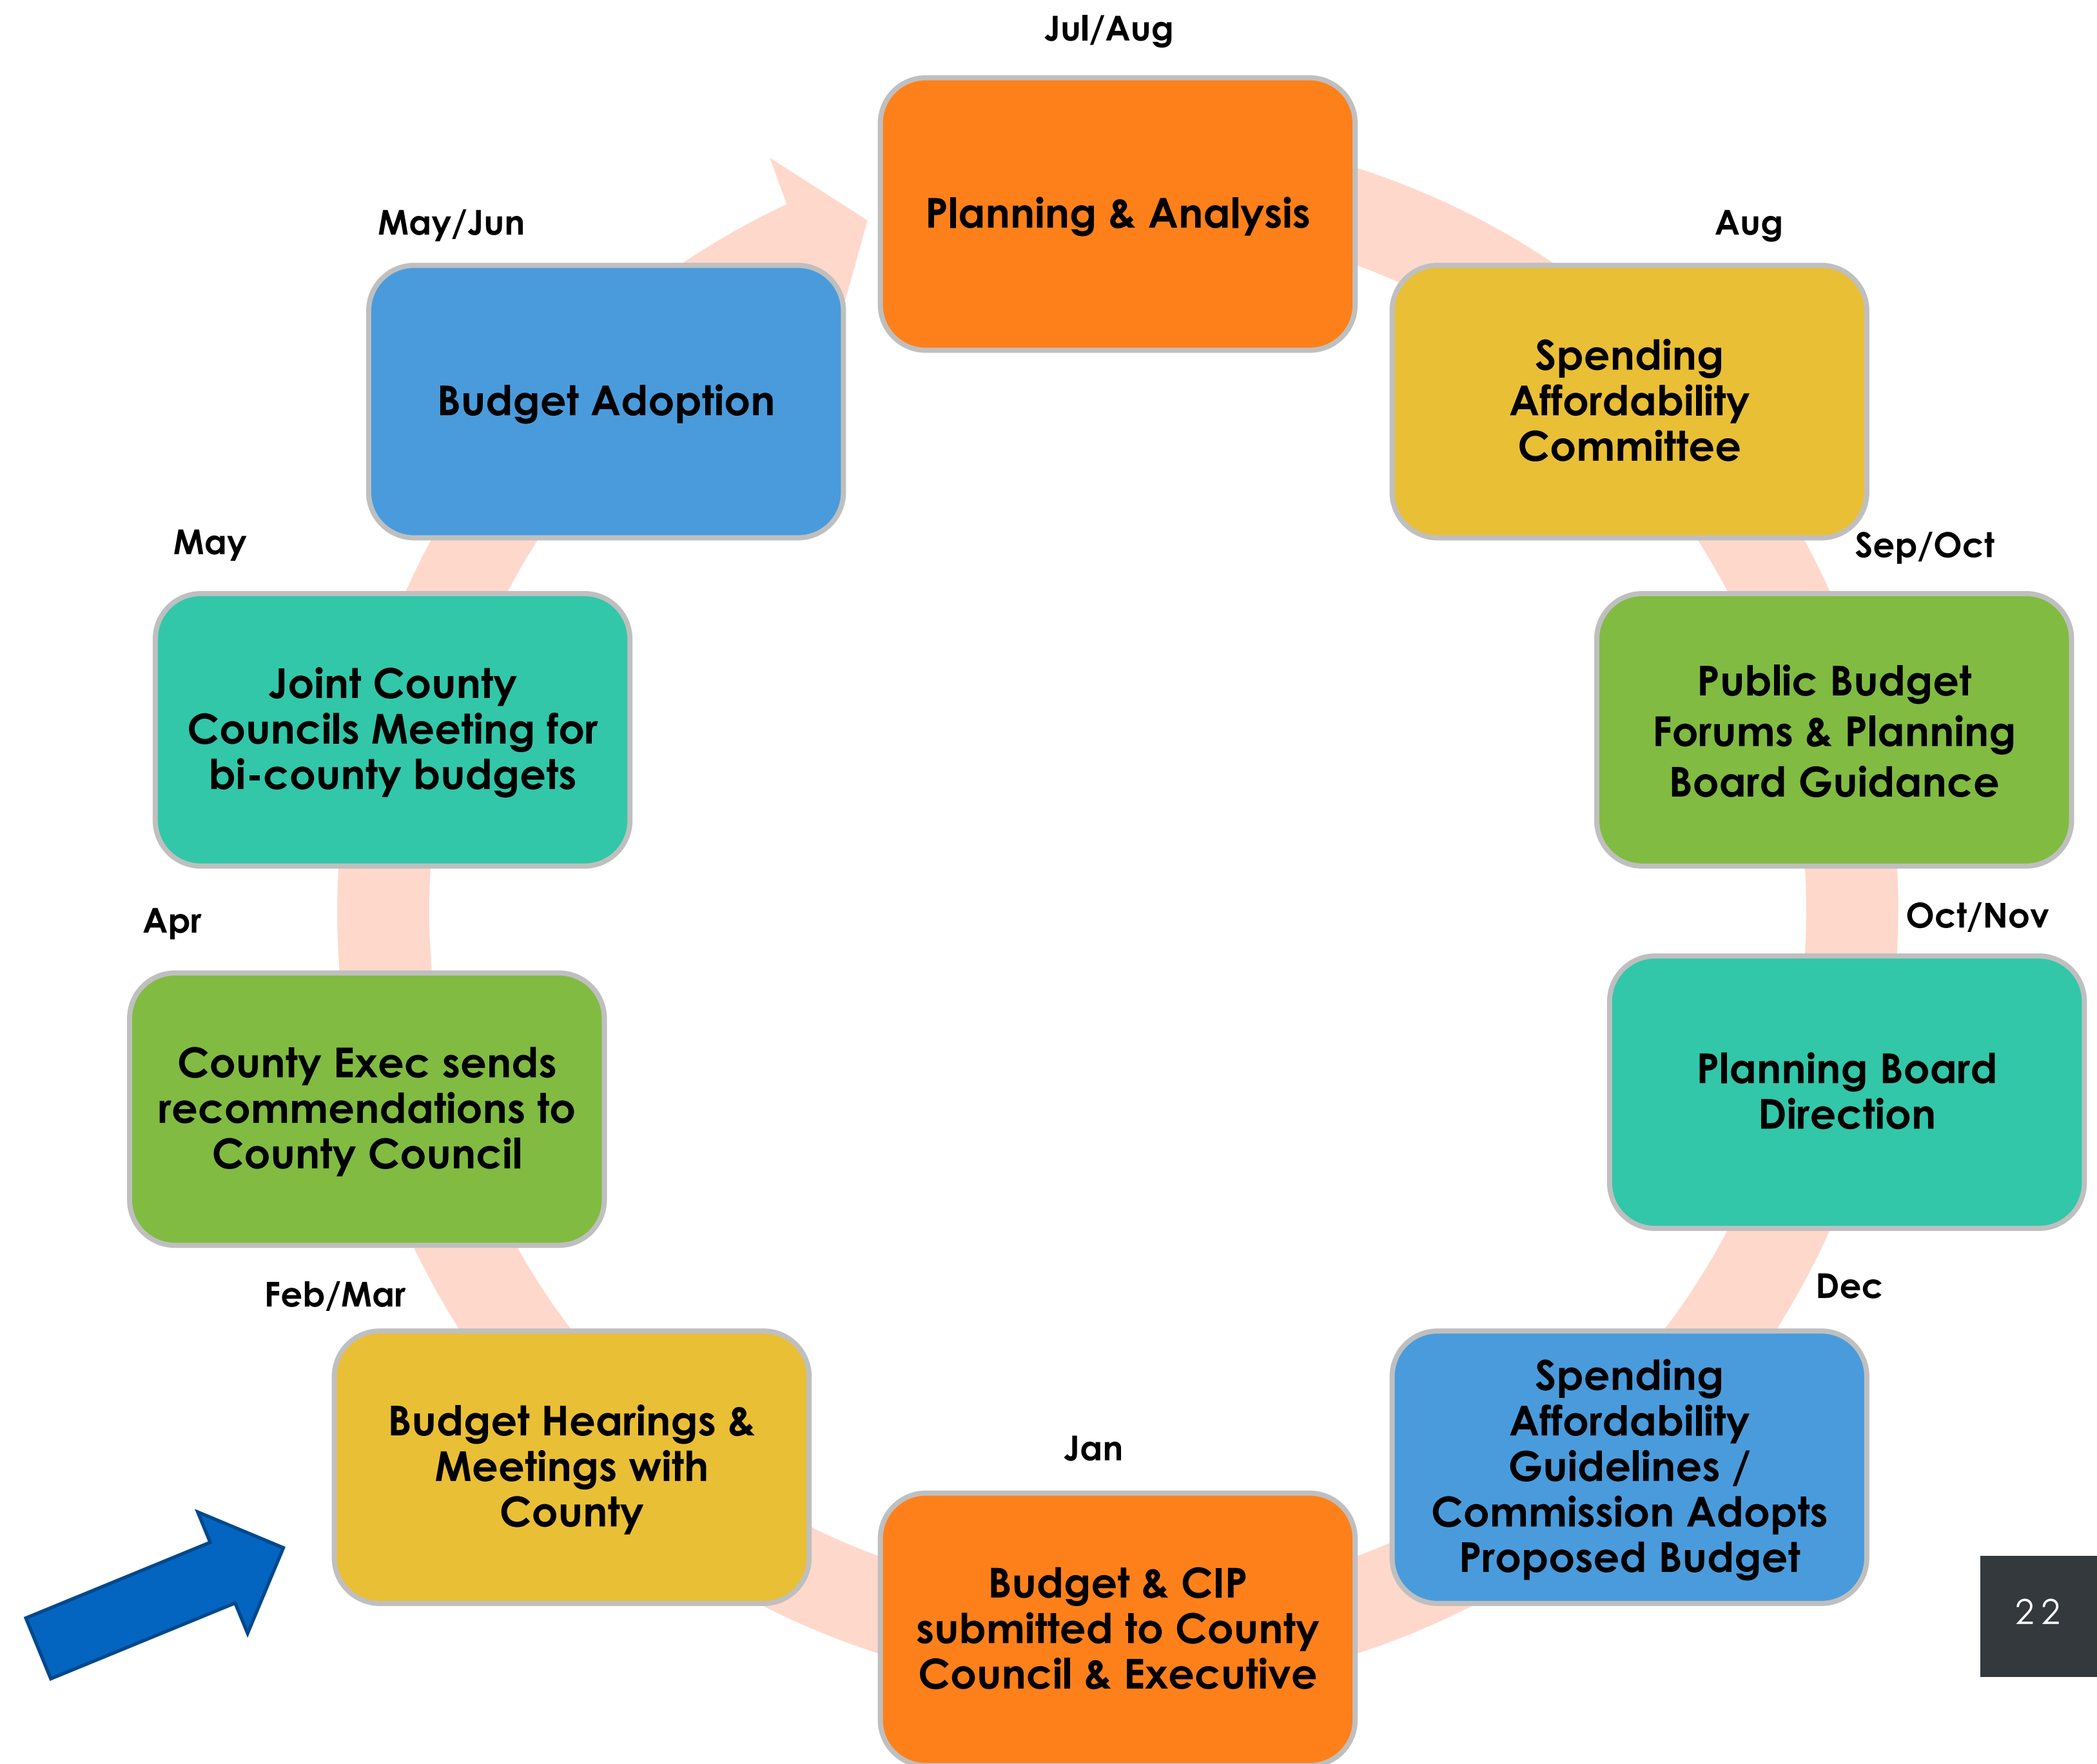 Jul/Aug
Planning & Analysis
Aug
Spending
Affordability
Committee
Sep/Oct
Public Budget
Forums & Planning
Board Guidance
Oct/Nov
Planning Board
Direction
Dec
Spending
Affordability
Guidelines /
Commission Adopts
Proposed Budget
Jan
Budget & CIP
submitted to County
Council & Executive
Feb/Mar
Budget Hearings &
Meetings with
County
Apr
County Exec sends
recommendations to
County Council
May
Joint County
Councils Meeting for
bi-county budgets
May/Jun
Budget Adoption
22